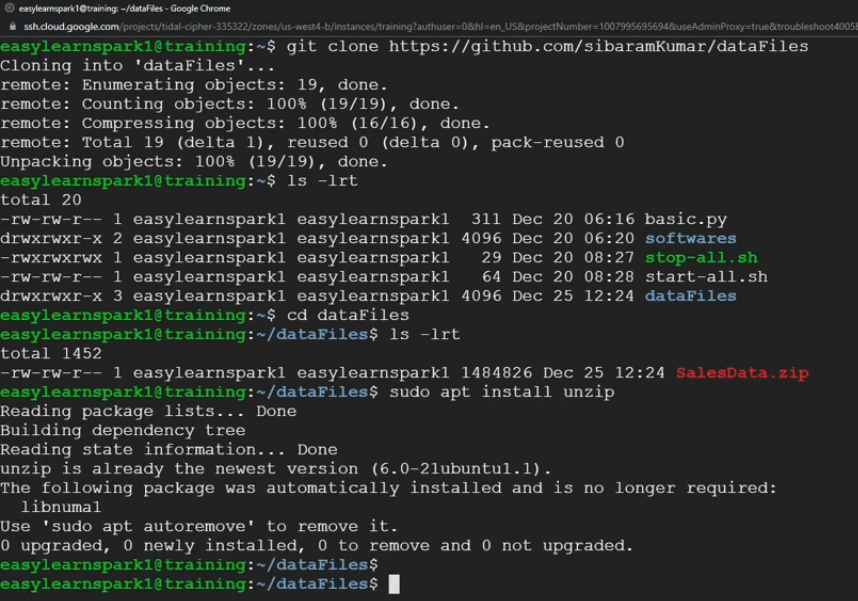 easylearnspark1@training: ~/dataFiles - Google Chrome
ssh.cloud.google.com/projects/tidal-cipher-335322/zones/us-west4-b/instances/training?authuser=0&hl=en_US&projectNumber=1007995695694&useAdminProxy=true&troubleshoot4005
easylearnspark1@training:~$ git clone https://github.com/sibaramKumar/dataFiles
Cloning into 'dataFiles'...
remote: Enumerating objects: 19, done.
remote: Counting objects: 100% (19/19), done.
remote: Compressing objects: 100% (16/16), done.
remote: Total 19 (delta 1), reused 0 (delta 0), pack-reused 0
Unpacking objects: 100% (19/19), done.
easylearnspark1@training:~$ ls -lrt
total 20
-rw-rw-r-- 1 easylearnspark1 easylearnspark1  311 Dec 20 06:16 basic.py
drwxrwxr-x 2 easylearnspark1 easylearnspark1 4096 Dec 20 06:20 softwares
-rwxrwxrwx 1 easylearnspark1 easylearnspark1   29 Dec 20 08:27 stop-all.sh
-rw-rw-r-- 1 easylearnspark1 easylearnspark1   64 Dec 20 08:28 start-all.sh
drwxrwxr-x 3 easylearnspark1 easylearnspark1 4096 Dec 25 12:24 dataFiles
easylearnspark1@training:~$ cd dataFiles
easylearnspark1@training:~/dataFiles$ ls -lrt
total 1452
-rw-rw-r-- 1 easylearnspark1 easylearnspark1 1484826 Dec 25 12:24 SalesData.zip
easylearnspark1@training:~/dataFiles$ sudo apt install unzip
Reading package lists... Done
Building dependency tree
Reading state information... Done
unzip is already the newest version (6.0-21ubuntu1.1).
The following package was automatically installed and is no longer required:
  libnuma1
Use 'sudo apt autoremove' to remove it.
0 upgraded, 0 newly installed, 0 to remove and 0 not upgraded.
easylearnspark1@training:~/dataFiles$
easylearnspark1@training:~/dataFiles$